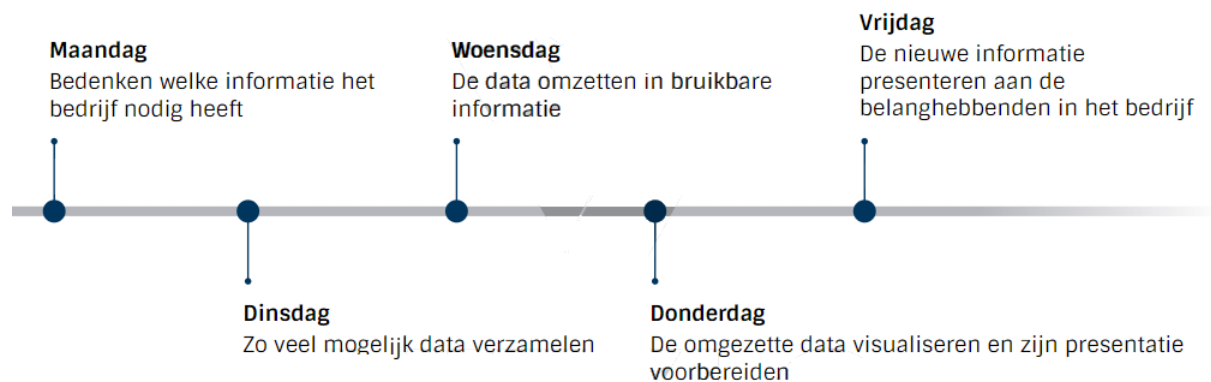 Maandag
Bedenken welke informatie het
bedrijf nodig heeft
Dinsdag
Zo veel mogelijk data verzamelen
Woensdag
De data omzetten in bruikbare
informatie
Donderdag
De omgezette data visualiseren en zijn presentatie
voorbereiden
Vrijdag
De nieuwe informatie
presenteren aan de
belanghebbenden in het bedrijf